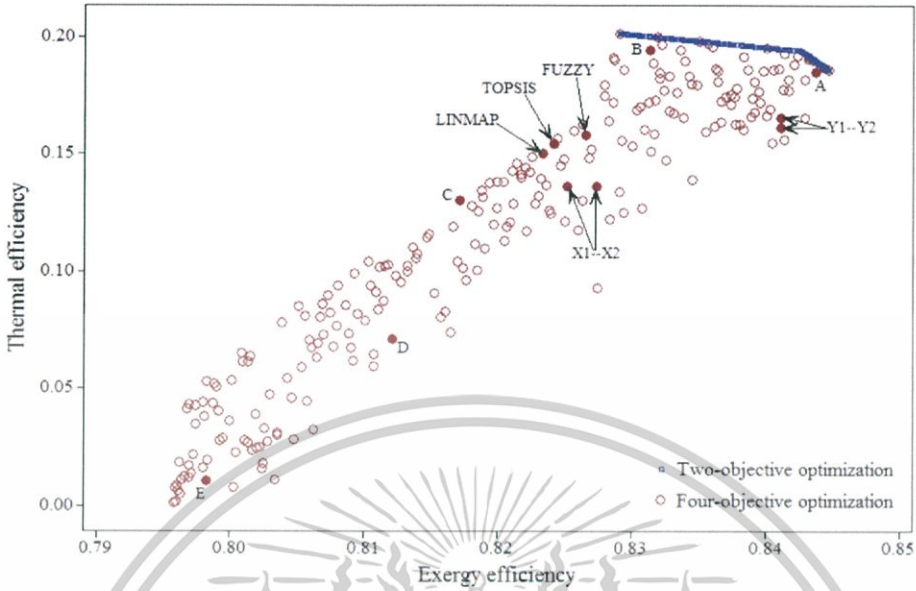 0.20
0.15
0.10
0.05
0.00
Thermal efficiency
B
A
FUZZY
TOPSIS
LINMAP
Y1--Y2
C
X1--X2
D
E
Two-objective optimization
Four-objective optimization
0.79
0.80
0.81
0.82
0.83
0.84
0.85
Exergy efficiency